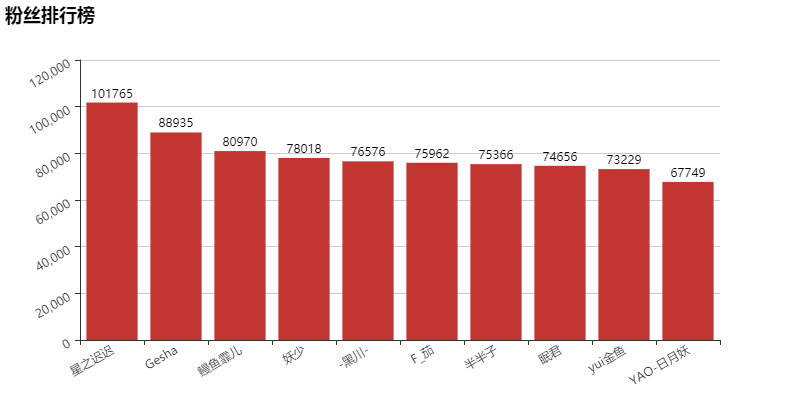 粉丝排行榜
120,000
100,000
80,000
60,000
40,000
20,000
0
101765
88935
80970
78018
76576
75962
75366
74656
73229
67749
星之迟迟
Gesha
鳗鱼霏儿
妖少
-黑川-
F_茄
半半子
眠君
yui金鱼
YAO-日月妖